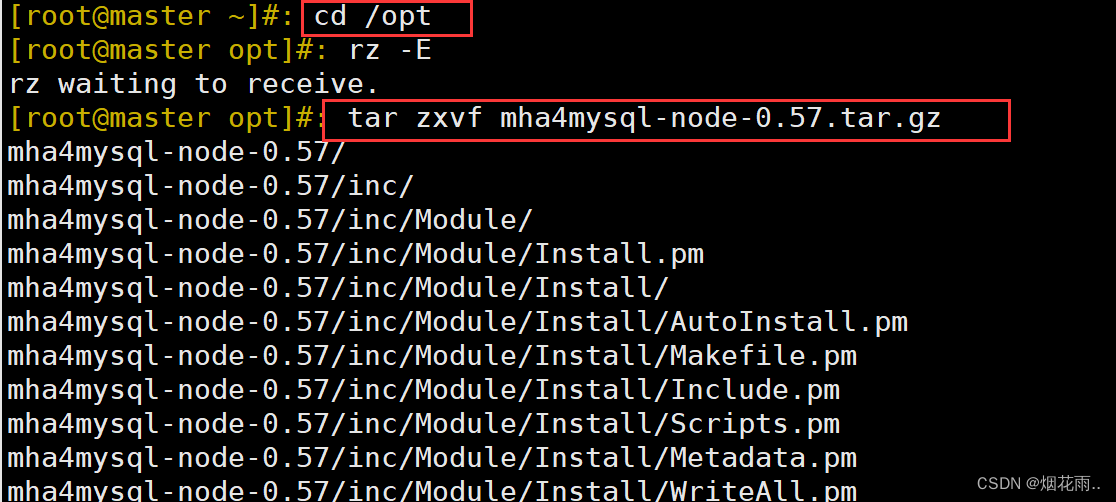 [root@master ~]#: cd /opt
[root@master opt]#: rz -E
rz waiting to receive.
[root@master opt]#: tar zxvf mha4mysql-node-0.57.tar.gz
mha4mysql-node-0.57/
mha4mysql-node-0.57/inc/
mha4mysql-node-0.57/inc/Module/
mha4mysql-node-0.57/inc/Module/Install.pm
mha4mysql-node-0.57/inc/Module/Install/
mha4mysql-node-0.57/inc/Module/Install/AutoInstall.pm
mha4mysql-node-0.57/inc/Module/Install/Makefile.pm
mha4mysql-node-0.57/inc/Module/Install/Include.pm
mha4mysql-node-0.57/inc/Module/Install/Scripts.pm
mha4mysql-node-0.57/inc/Module/Install/Metadata.pm
mha4mysql-node-0.57/inc/Module/Install/WriteAll.pm
CSDN @烟花雨..